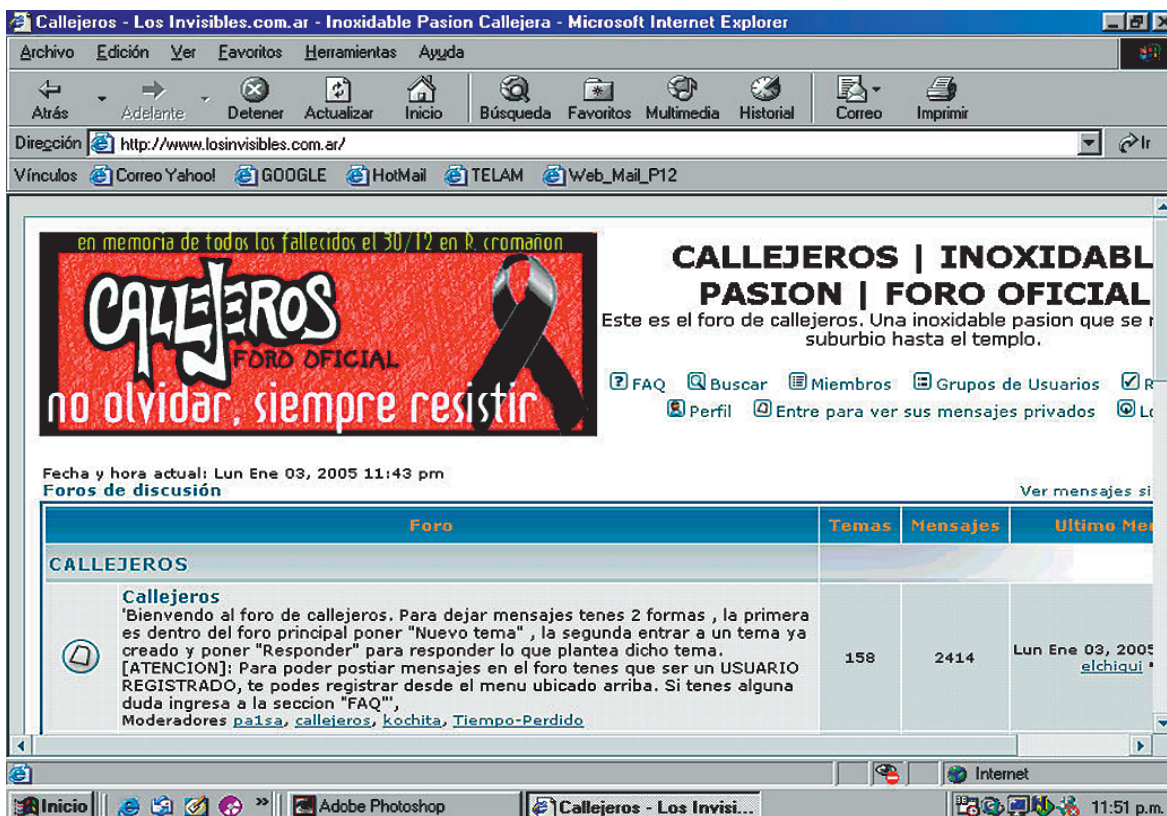 Callejeros - Los Invisibles.com.ar - Inoxidable Pasion Callejera - Microsoft Internet Explorer
Archivo Edición Ver Favoritos Herramientas Ayuda
Atrás Adelante Detener Actualizar Inicio Búsqueda Favoritos Multimedia Historial Correo Imprimir
Dirección http://www.losinvisibles.com.ar/ Ir
Vínculos Correo Yahoo! GOOGLE HotMail TELAM Web_Mail_P12
en memoria de todos los fallecidos el 30/12 en R. cromañon
CALLEJEROS
FORO OFICIAL
no olvidar, siempre resistir
CALLEJEROS | INOXIDABL
PASION | FORO OFICIAL
Este es el foro de callejeros. Una inoxidable pasion que se
suburbio hasta el templo.
FAQ Buscar Miembros Grupos de Usuarios R
Perfil Entre para ver sus mensajes privados
Fecha y hora actual: Lun Ene 03, 2005 11:43 pm
Foros de discusión Ver mensajes si
Foro Temas Mensajes Ultimo Me
CALLEJEROS
Callejeros
'Bienvendo al foro de callejeros. Para dejar mensajes tenes 2 formas , la primera
es dentro del foro principal poner "Nuevo tema" , la segunda entrar a un tema ya
creado y poner "Responder" para responder lo que plantea dicho tema.
[ATENCION]: Para poder postiar mensajes en el foro tenes que ser un USUARIO
REGISTRADO, te podes registrar desde el menu ubicado arriba. Si tenes alguna
duda ingresa a la seccion "FAQ"',
Moderadores pa1sa, callejeros, kochita, Tiempo-Perdido
158 2414 Lun Ene 03, 2005
elchiqui
Internet
Inicio » Adobe Photoshop Callejeros - Los Invisi... 11:51 p.m.